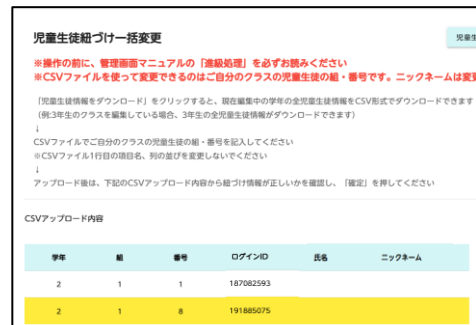 児童生徒紐づけ一括変更
児童生
※操作の前に、管理画面マニュアルの「進級処理」を必ずお読みください
※CSVファイルを使って変更できるのはご自分のクラスの児童生徒の組・番号です。ニックネームは変更
「児童生徒情報をダウンロード」をクリックすると、現在編集中の学年の全児童生徒情報をCSV形式でダウンロードできます
(例:3年生のクラスを編集している場合、3年生の全児童生徒情報がダウンロードできます)
↓
CSVファイルでご自分のクラスの児童生徒の組・番号を記入してください
※CSVファイル1行目の項目名、列の並びを変更しないでください
↓
アップロード後は、下記のCSVアップロード内容から紐づけ情報が正しいかを確認し、「確定」を押してください
CSVアップロード内容
学年 組 番号 ログインID 氏名 ニックネーム
2 1 1 187082593
2 1 8 191885075